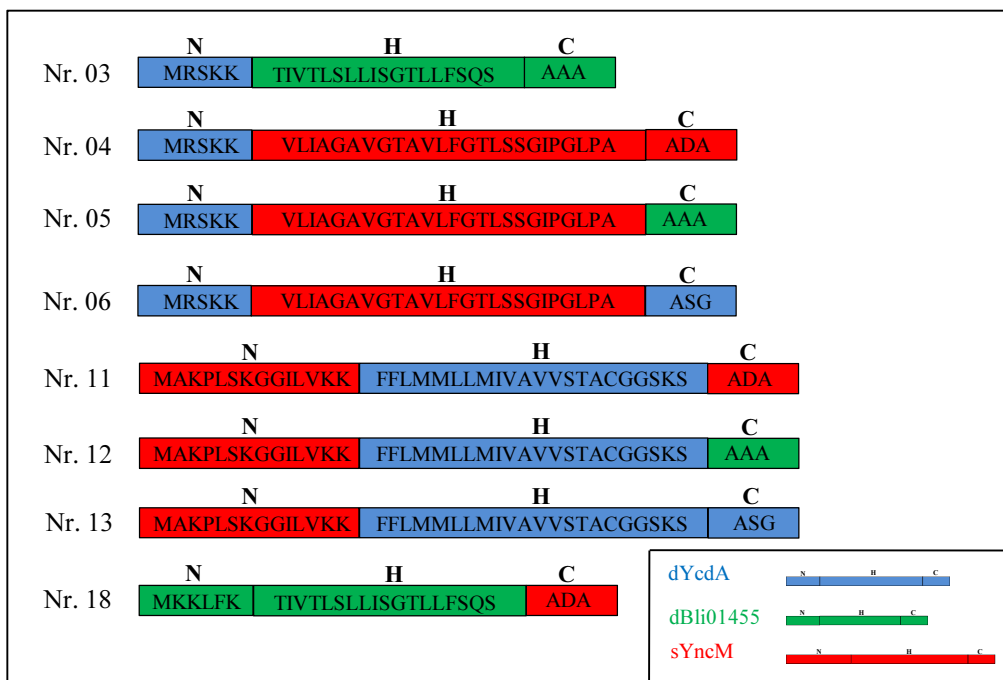 N H C
Nr. 03 MRSKK TIVTLSLLISGTLLFSQS AAA
N H C
Nr. 04 MRSKK VLIAGAVGTAVLFGTLSSGIPGLPA ADA
N H C
Nr. 05 MRSKK VLIAGAVGTAVLFGTLSSGIPGLPA AAA
N H C
Nr. 06 MRSKK VLIAGAVGTAVLFGTLSSGIPGLPA ASG
N H C
Nr. 11 MAKPLSKGGILVKK FFLMMLLMIVAVVSTACGGSKS ADA
N H C
Nr. 12 MAKPLSKGGILVKK FFLMMLLMIVAVVSTACGGSKS AAA
N H C
Nr. 13 MAKPLSKGGILVKK FFLMMLLMIVAVVSTACGGSKS ASG
N H C
Nr. 18 MKKLFK TIVTLSLLISGTLLFSQS ADA
N H C
dYcdA
N H C
dBli01455
N H C
sYncM